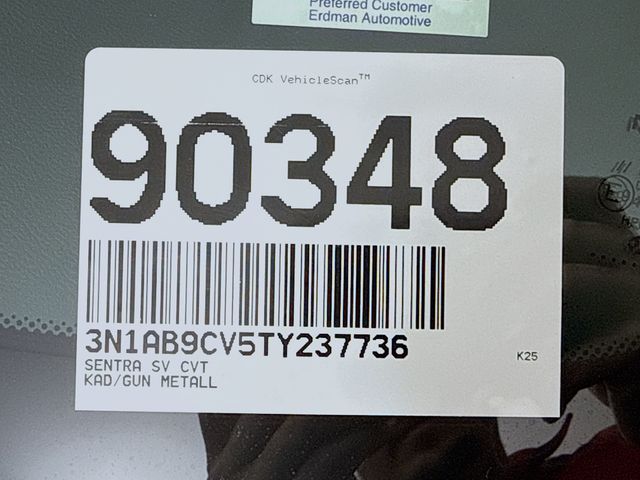 Preferred Customer
Erdman Automotive
CDK VehicleScan™
90348
3N1AB9CV5TY237736
SENTRA SV CVT
KAD/GUN METALL
K25